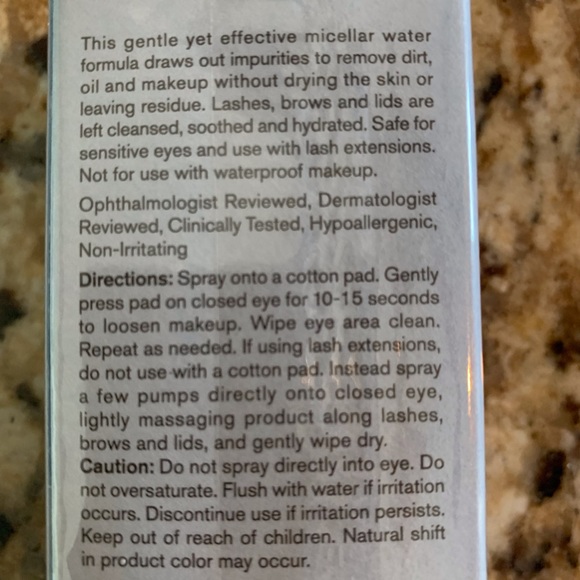 This gentle yet effective micellar water
formula draws out impurities to remove dirt,
oil and makeup without drying the skin or
leaving residue. Lashes, brows and lids are
left cleansed, soothed and hydrated. Safe for
sensitive eyes and use with lash extensions.
Not for use with waterproof makeup.
Ophthalmologist Reviewed, Dermatologist
Reviewed, Clinically Tested, Hypoallergenic,
Non-Irritating
Directions: Spray onto a cotton pad. Gently
press pad on closed eye for 10-15 seconds
to loosen makeup. Wipe eye area clean.
Repeat as needed. If using lash extensions,
do not use with a cotton pad. Instead spray
a few pumps directly onto closed eye,
lightly massaging product along lashes,
brows and lids, and gently wipe dry.
Caution: Do not spray directly into eye. Do
not oversaturate. Flush with water if irritation
occurs. Discontinue use if irritation persists.
Keep out of reach of children. Natural shift
in product color may occur.